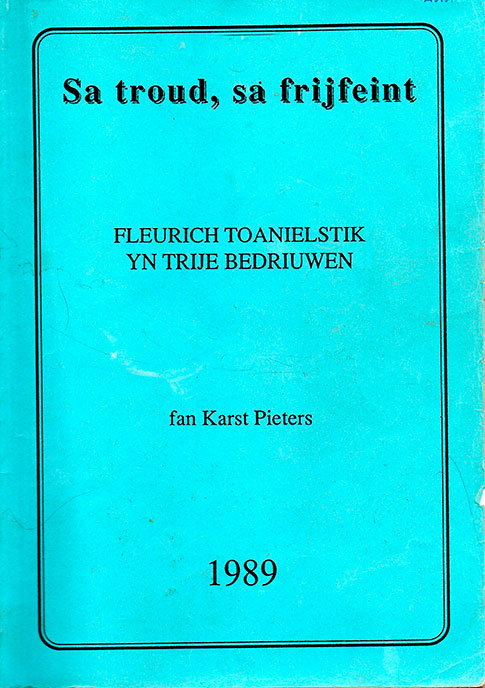 Sa troud, sa frijfeint
FLEURICH TOANIELSTIK
YN TRIJE BEDRIUWEN
fan Karst Pieters
1989